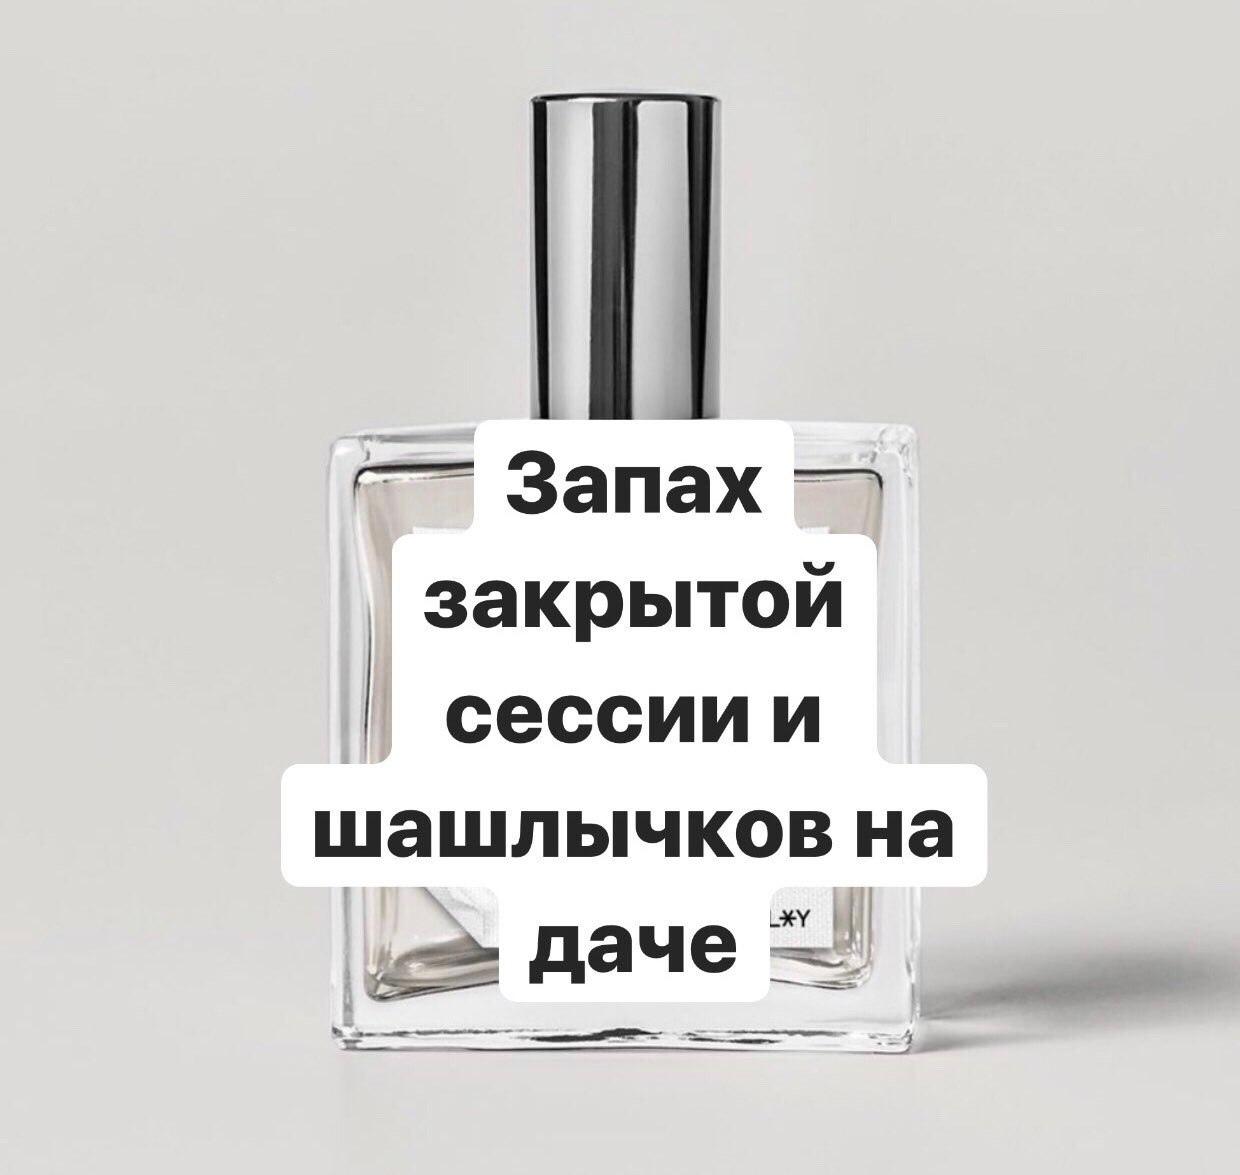 Запах
закрытой
сессии и
шашлычков на
даче
L*Y